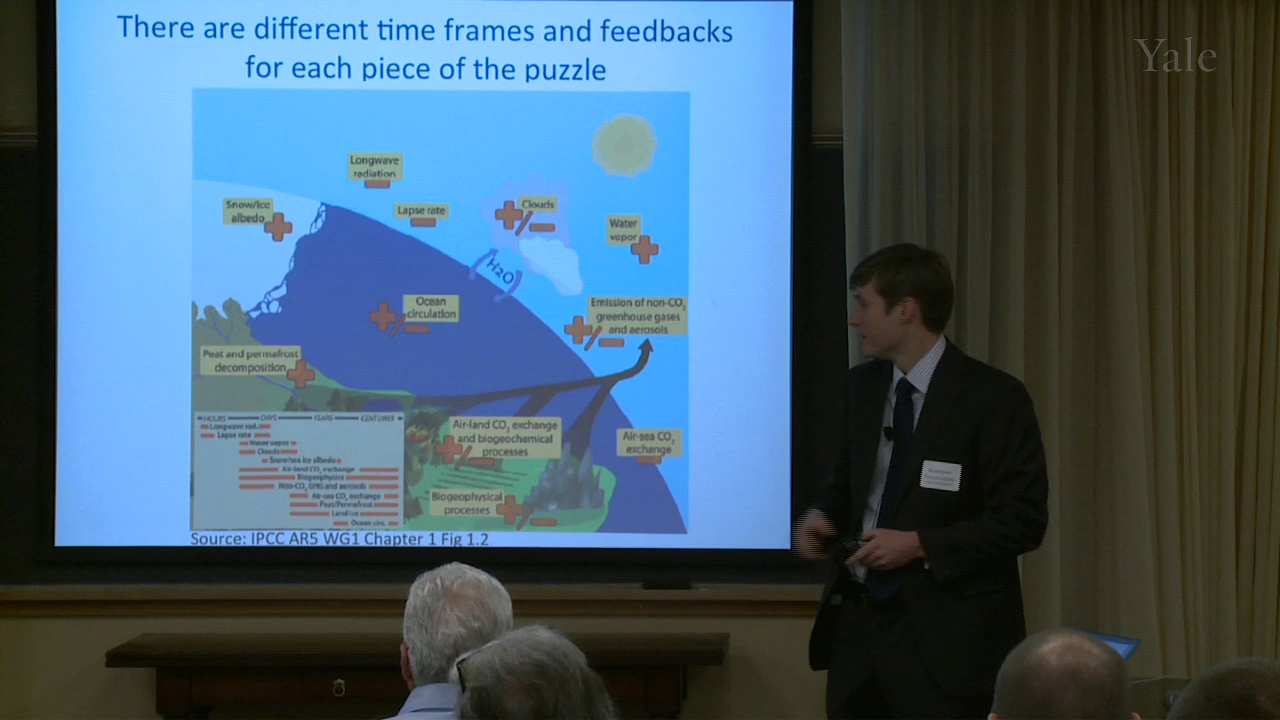 There are different time frames and feedbacks
for each piece of the puzzle
Yale
Longwave
radiation
Snow/ice
albedo
Lapse rate
Clouds
Water
vapor
H2O
Ocean
circulation
Emission of non-CO2
greenhouse gases
and aerosols
Peat and permafrost
decomposition
HOURS DAYS YEARS CENTURIES
Longwave rad.
Lapse rate
Water vapor
Clouds
Snow/sea ice albedo
Air-land CO2 exchange
Biogeophysics
Non-CO2 GHG and aerosols
Air-sea CO2 exchange
Peat/Permafrost
Land ice
Ocean circ.
Air-land CO2 exchange
and biogeochemical
processes
Air-sea CO2
exchange
Biogeophysical
processes
Source: IPCC AR5 WG1 Chapter 1 Fig 1.2